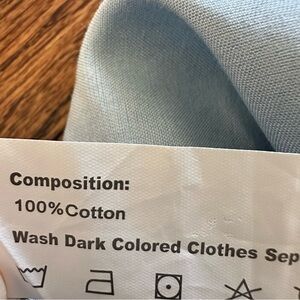 Composition:
100%Cotton
Wash Dark Colored Clothes Sep